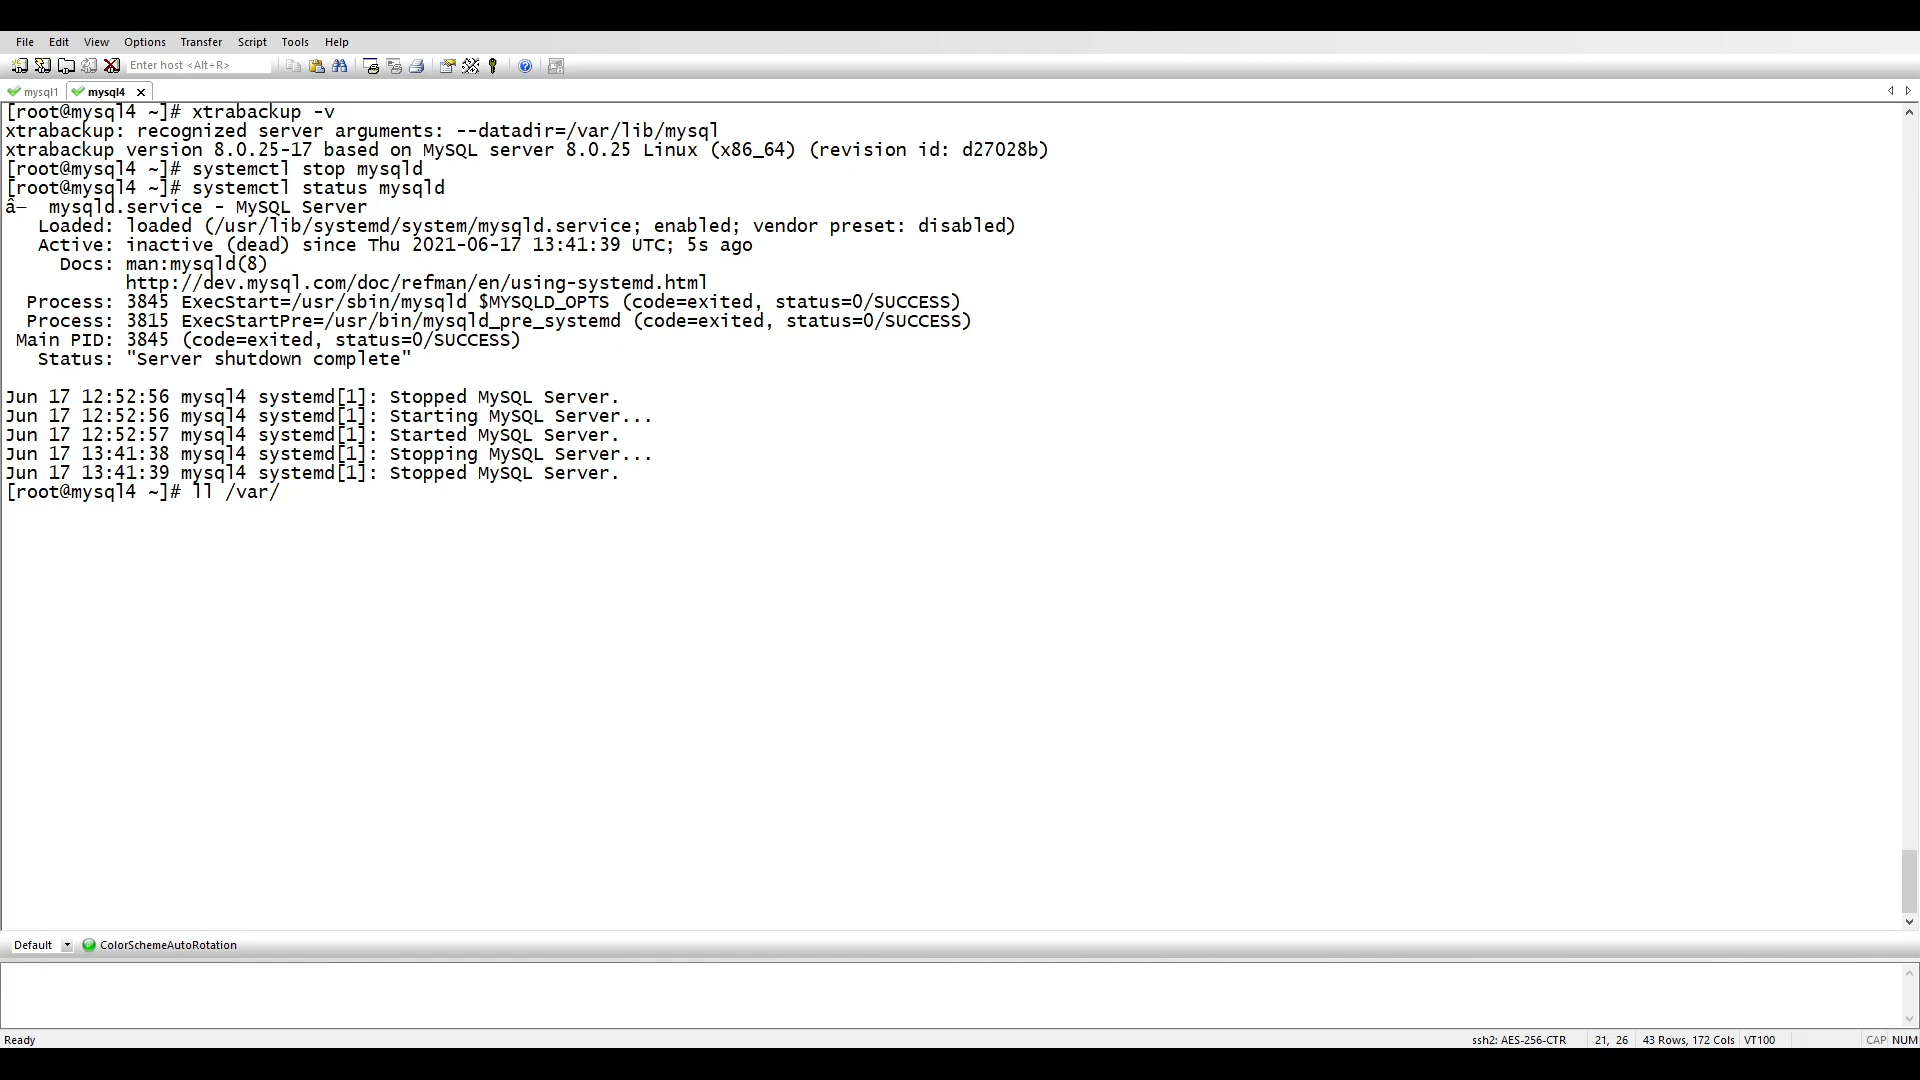 File Edit View Options Transfer Script Tools Help
Enter host <Alt+R>
mysql1 mysql4
[root@mysql4 ~]# xtrabackup -v
xtrabackup: recognized server arguments: --datadir=/var/lib/mysql
xtrabackup version 8.0.25-17 based on MySQL server 8.0.25 Linux (x86_64) (revision id: d27028b)
[root@mysql4 ~]# systemctl stop mysqld
[root@mysql4 ~]# systemctl status mysqld
â— mysqld.service - MySQL Server
Loaded: loaded (/usr/lib/systemd/system/mysqld.service; enabled; vendor preset: disabled)
Active: inactive (dead) since Thu 2021-06-17 13:41:39 UTC; 5s ago
Docs: man:mysqld(8)
http://dev.mysql.com/doc/refman/en/using-systemd.html
Process: 3845 ExecStart=/usr/sbin/mysqld $MYSQLD_OPTS (code=exited, status=0/SUCCESS)
Process: 3815 ExecStartPre=/usr/bin/mysqld_pre_systemd (code=exited, status=0/SUCCESS)
Main PID: 3845 (code=exited, status=0/SUCCESS)
Status: "Server shutdown complete"
Jun 17 12:52:56 mysql4 systemd[1]: Stopped MySQL Server.
Jun 17 12:52:56 mysql4 systemd[1]: Starting MySQL Server...
Jun 17 12:52:57 mysql4 systemd[1]: Started MySQL Server.
Jun 17 13:41:38 mysql4 systemd[1]: Stopping MySQL Server...
Jun 17 13:41:39 mysql4 systemd[1]: Stopped MySQL Server.
[root@mysql4 ~]# ll /var/
Default ColorSchemeAutoRotation
Ready ssh2: AES-256-CTR 21, 26 43 Rows, 172 Cols VT100 CAP NUM